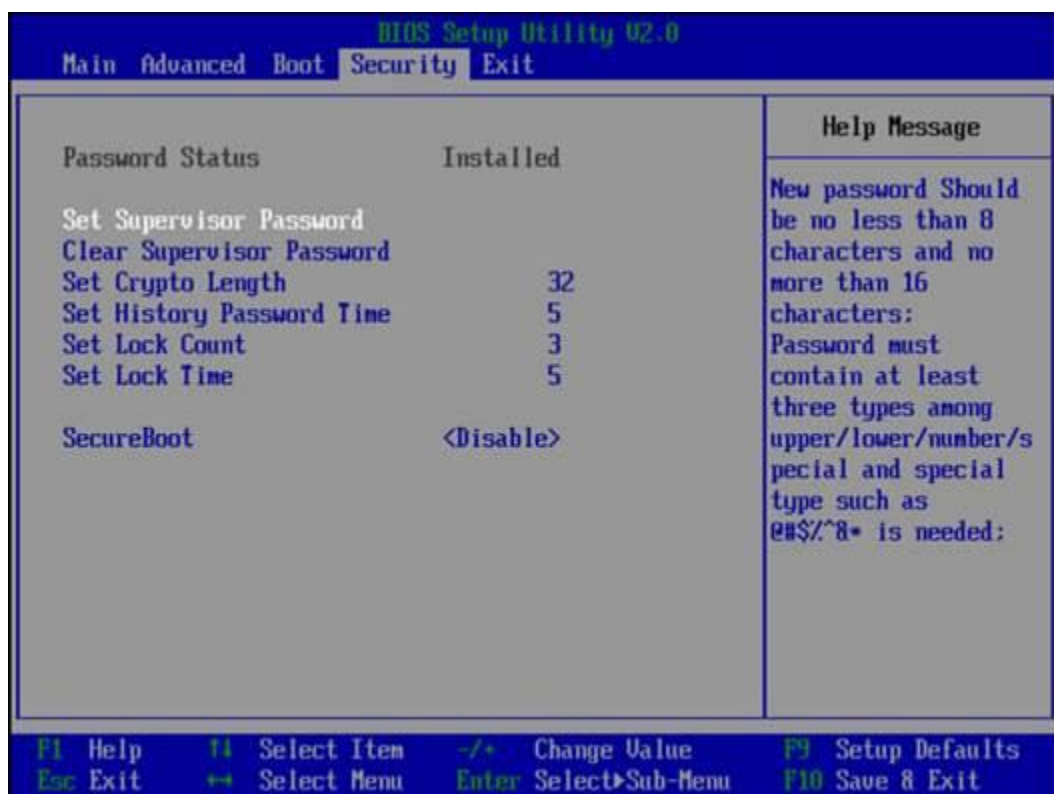 BIOS Setup Utility V2.0
Main Advanced Boot Security Exit
Help Message
Password Status Installed
Set Supervisor Password
Clear Supervisor Password
Set Crypto Length 32
Set History Password Time 5
Set Lock Count 3
Set Lock Time 5
SecureBoot <Disable>
New password Should
be no less than 8
characters and no
more than 16
characters;
Password must
contain at least
three types among
upper/lower/number/s
pecial and special
type such as
@#$%^&* is needed;
F1 Help ↑↓ Select Item -/+ Change Value F9 Setup Defaults
Esc Exit ↔ Select Menu Enter Select▶Sub-Menu F10 Save & Exit